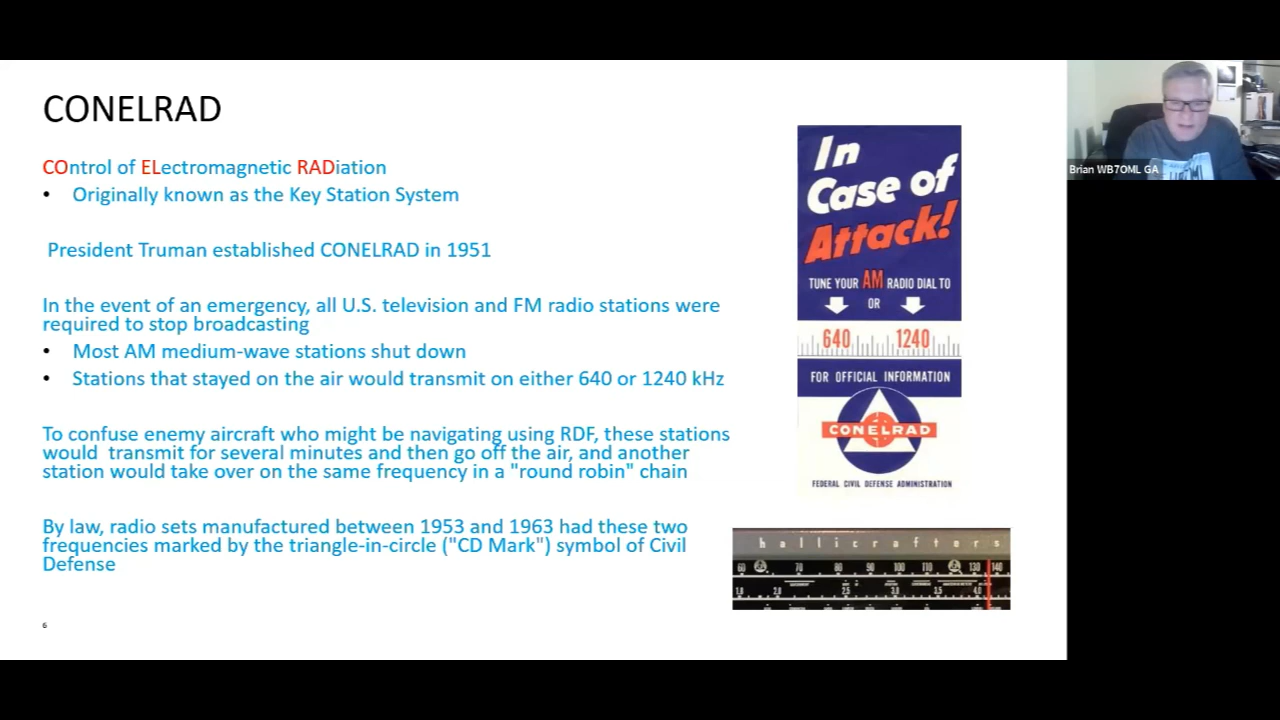 CONELRAD
COntrol of ELectromagnetic RADiation
• Originally known as the Key Station System
President Truman established CONELRAD in 1951
In the event of an emergency, all U.S. television and FM radio stations were
required to stop broadcasting
• Most AM medium-wave stations shut down
• Stations that stayed on the air would transmit on either 640 or 1240 kHz
To confuse enemy aircraft who might be navigating using RDF, these stations
would transmit for several minutes and then go off the air, and another
station would take over on the same frequency in a "round robin" chain
By law, radio sets manufactured between 1953 and 1963 had these two
frequencies marked by the triangle-in-circle ("CD Mark") symbol of Civil
Defense
6
In
Case of
Attack!
TUNE YOUR AM RADIO DIAL TO
OR
640 1240
FOR OFFICIAL INFORMATION
CONELRAD
FEDERAL CIVIL DEFENSE ADMINISTRATION
hallicrafters
60 70 80 90 100 110 130 140
2.5 3.5 4.0
Brian WB7OML GA